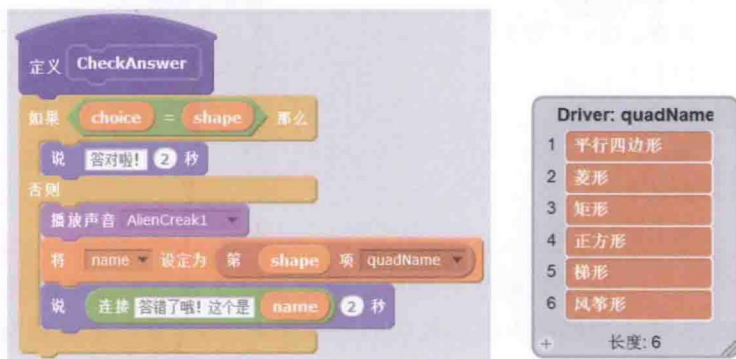 定义 CheckAnswer
如果 choice = shape 那么
说 答对啦! 2 秒
否则
播放声音 AlienCreak1
将 name 设定为 第 shape 项 quadName
说 连接 答错了哦! 这个是 name 2 秒
Driver: quadName
1 平行四边形
2 菱形
3 矩形
4 正方形
5 梯形
6 风筝形
+ 长度: 6